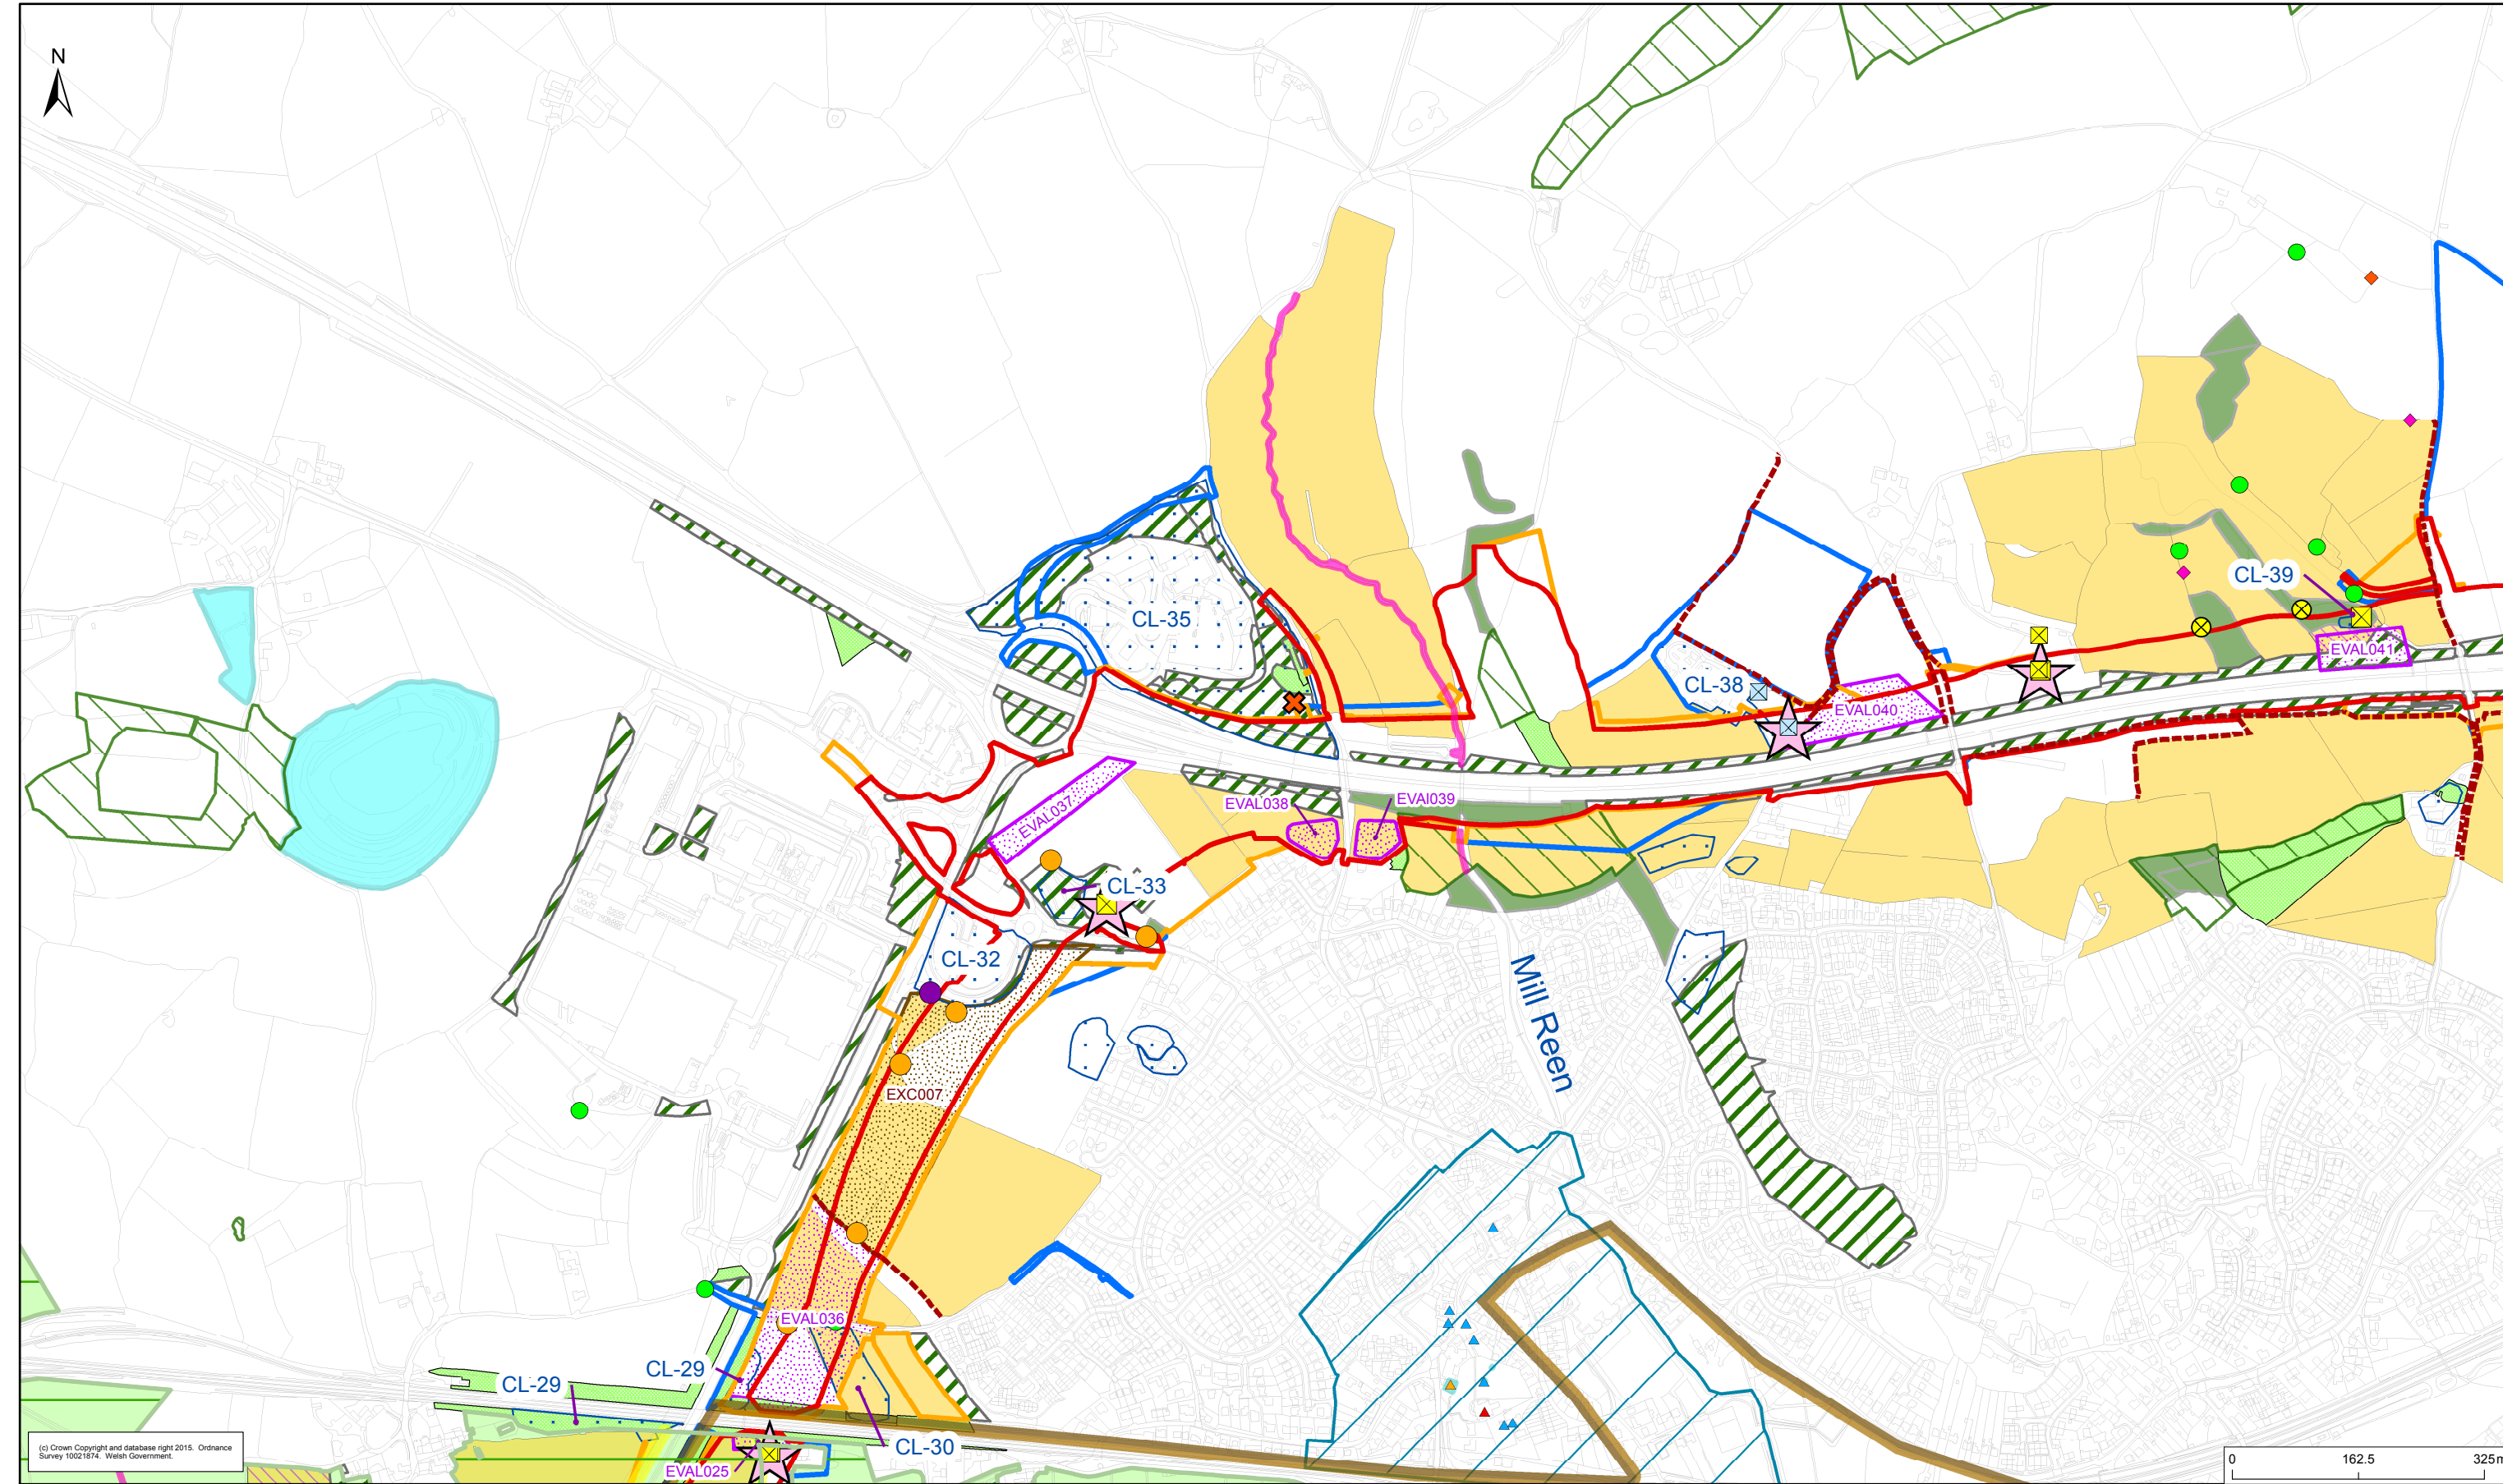 N
CL-35
CL-38
EVAL040
CL-39
EVAL041
EVAL037
EVAL038
EVAl039
CL-33
CL-32
Mill Reen
EXC007
EVAL036
CL-29
CL-29
CL-30
EVAL025
(c) Crown Copyright and database right 2015. Ordnance
Survey 10021874. Welsh Government.
0 162.5 325m